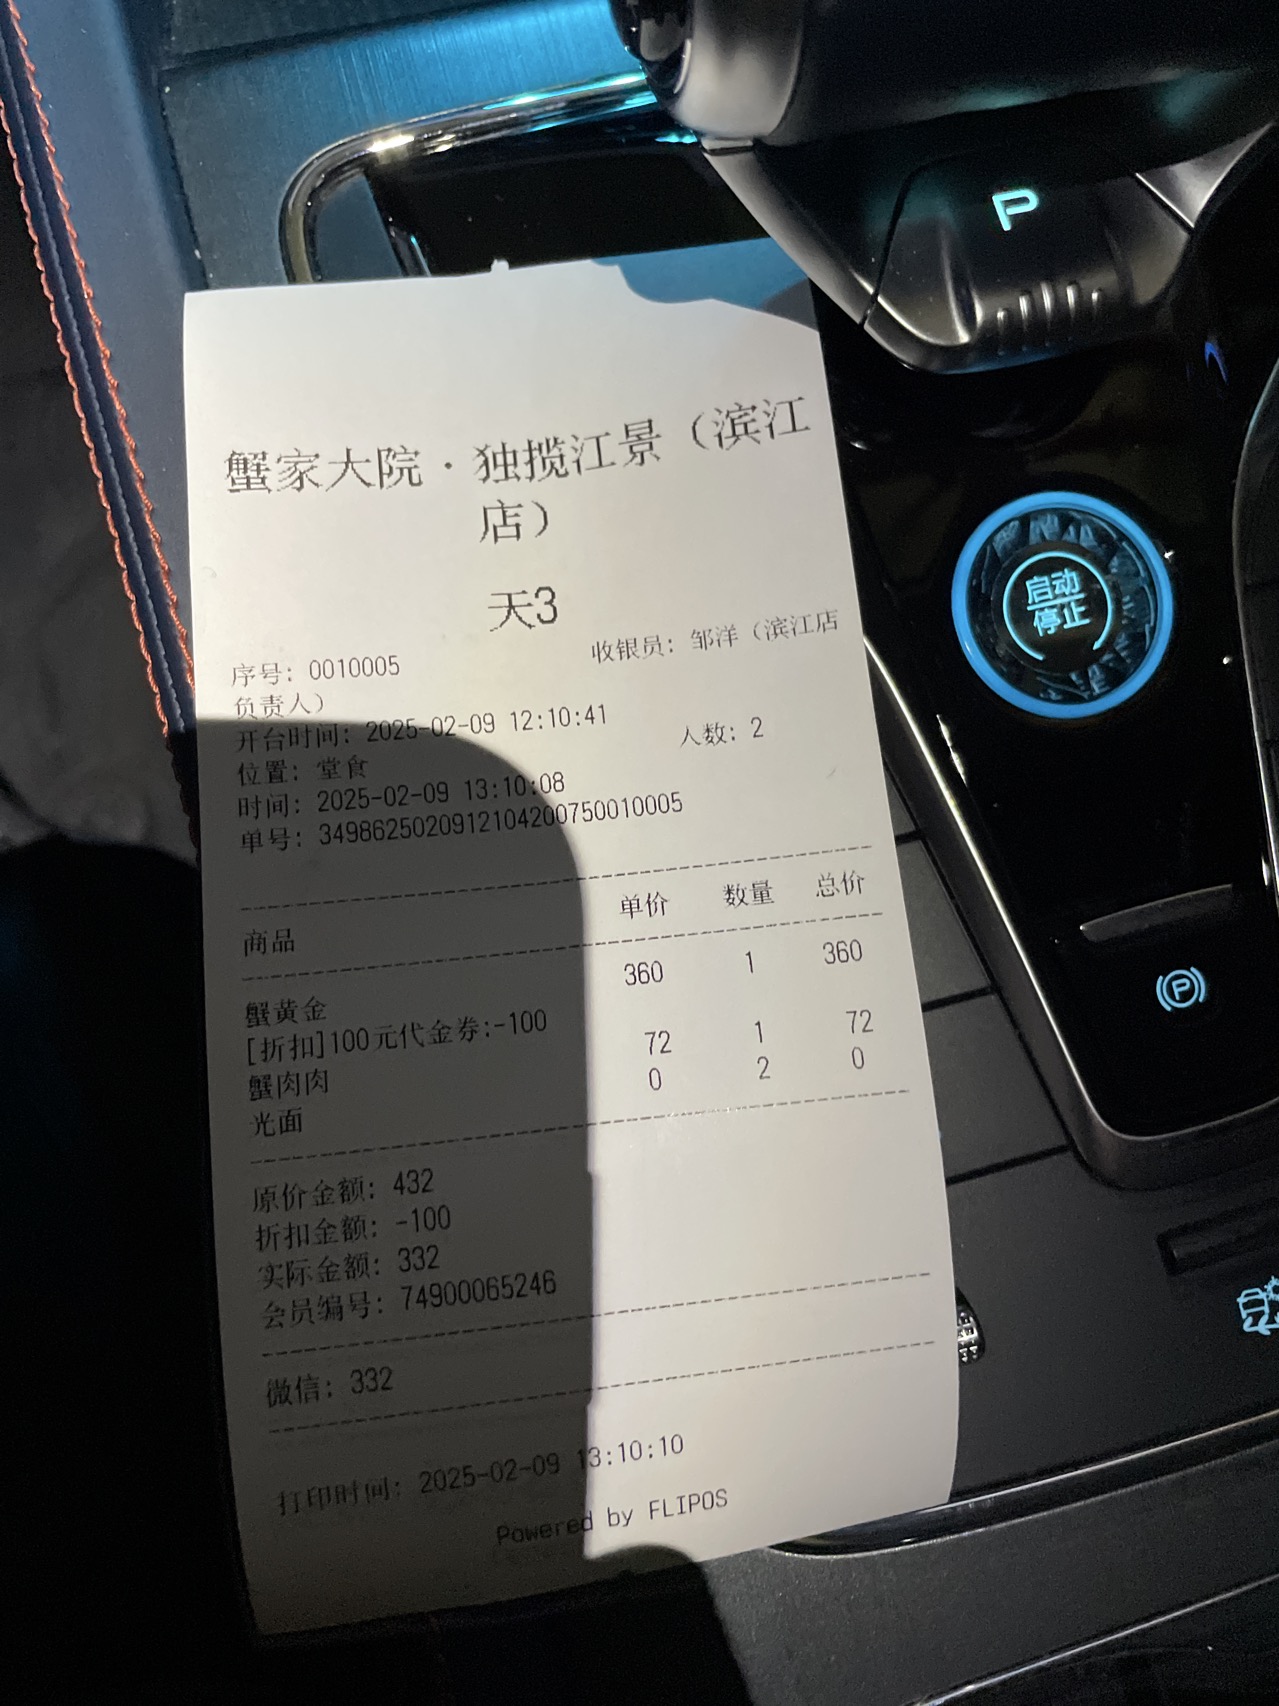 P
蟹家大院·独揽江景（滨江
店）
天3
序号: 0010005 收银员: 邹洋（滨江店
负责人）
开台时间: 2025-02-09 12:10:41
位置: 堂食 人数: 2
时间: 2025-02-09 13:10:08
单号: 3498625020912104200750010005
商品 单价 数量 总价
蟹黄金 360 1 360
[折扣]100元代金券:-100
蟹肉肉 72 1 72
光面 0 2 0
原价金额: 432
折扣金额: -100
实际金额: 332
会员编号: 74900065246
微信: 332
打印时间: 2025-02-09 13:10:10
Powered by FLIPOS
启动
停止
P